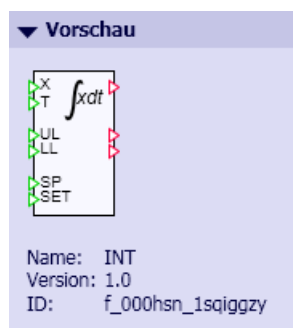 Vorschau
X
T
∫xdt
UL
LL
SP
SET
Name: INT
Version: 1.0
ID: f_000hsn_1sqiggzy